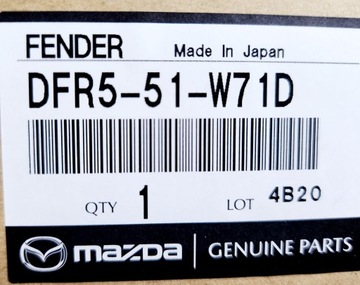 FENDER Made In Japan
DFR5-51-W71D
QTY 1 LOT 4B20
mazda GENUINE PARTS